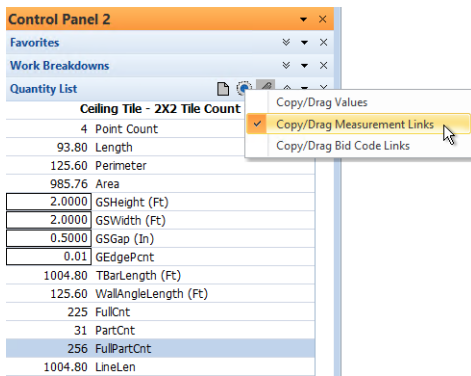 Control Panel 2
Favorites
Work Breakdowns
Quantity List
Copy/Drag Values
Copy/Drag Measurement Links
Copy/Drag Bid Code Links
Ceiling Tile - 2X2 Tile Count
4 Point Count
93.80 Length
125.60 Perimeter
985.76 Area
2.0000 GSHeight (Ft)
2.0000 GSWidth (Ft)
0.5000 GSGap (In)
0.01 GEdgePcnt
1004.80 TBarLength (Ft)
125.60 WallAngleLength (Ft)
225 FullCnt
31 PartCnt
256 FullPartCnt
1004.80 LineLen